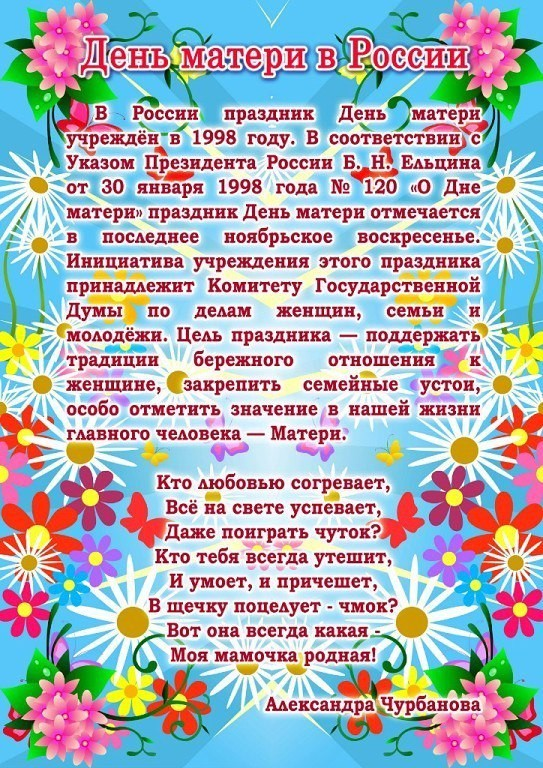 День матери в России
В России праздник День матери
учреждён в 1998 году. В соответствии с
Указом Президента России Б. Н. Ельцина
от 30 января 1998 года № 120 «О Дне
матери» праздник День матери отмечается
в последнее ноябрьское воскресенье.
Инициатива учреждения этого праздника
принадлежит Комитету Государственной
Думы по делам женщин, семьи и
молодёжи. Цель праздника — поддержать
традиции бережного отношения к
женщине, закрепить семейные устои,
особо отметить значение в нашей жизни
главного человека — Матери.
Кто любовью согревает,
Всё на свете успевает,
Даже поиграть чуток?
Кто тебя всегда утешит,
И умоет, и причешет,
В щечку поцелует - чмок?
Вот она всегда какая -
Моя мамочка родная!
Александра Чурбанова